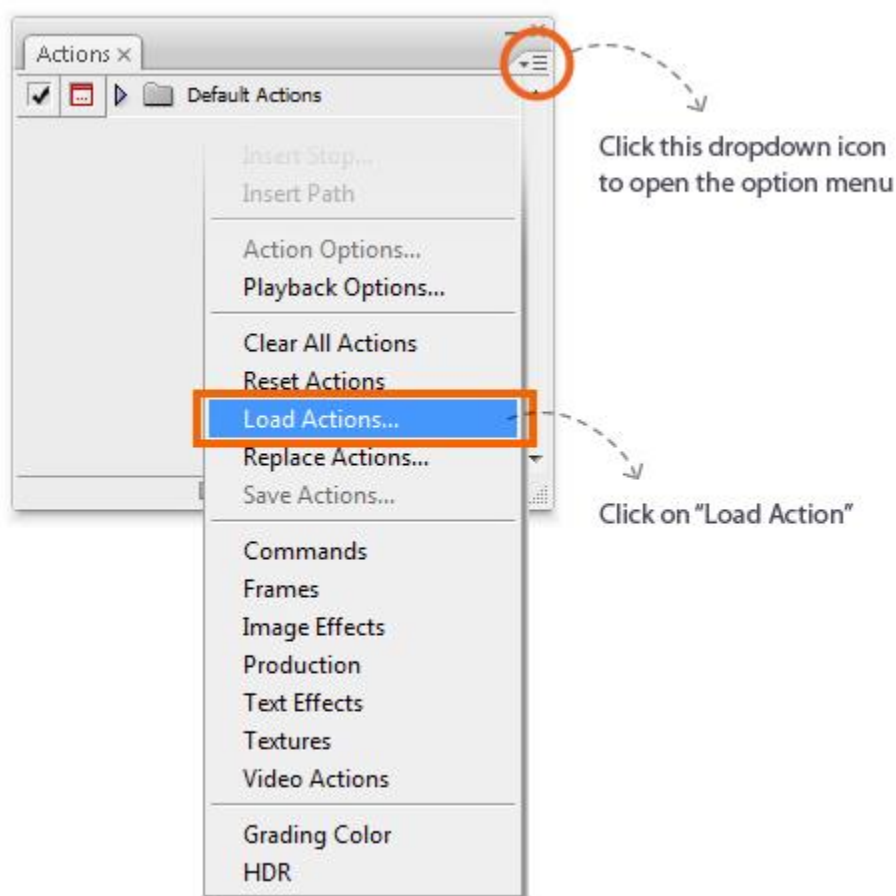 Actions ×
Default Actions
Click this dropdown icon
to open the option menu
Insert Stop...
Insert Path
Action Options...
Playback Options...
Clear All Actions
Reset Actions
Load Actions...
Replace Actions...
Save Actions...
Click on "Load Action"
Commands
Frames
Image Effects
Production
Text Effects
Textures
Video Actions
Grading Color
HDR